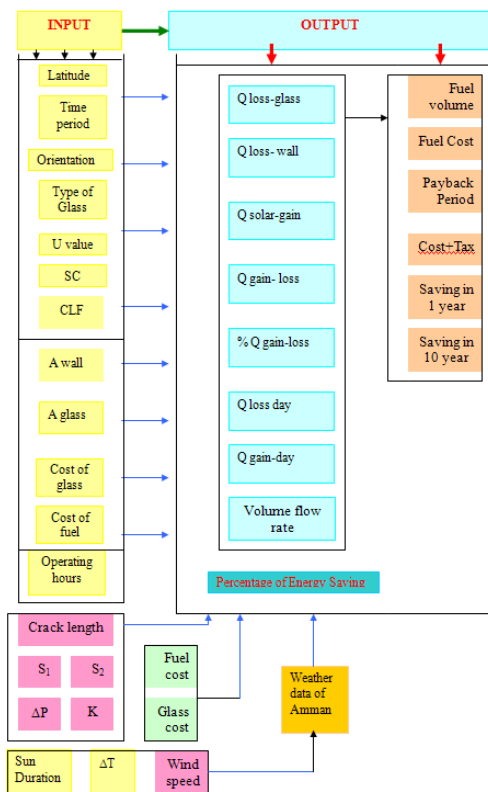 INPUT
OUTPUT
Latitude
Time
period
Orientation
Type of
Glass
U value
SC
CLF
A wall
A glass
Cost of
glass
Cost of
fuel
Operating
hours
Q loss-glass
Q loss- wall
Q solar-gain
Q gain- loss
% Q gain-loss
Q loss day
Q gain-day
Volume flow
rate
Fuel
volume
Fuel Cost
Payback
Period
Cost+Tax
Saving in
1 year
Saving in
10 year
Percentage of Energy Saving
Crack length
S1
S2
ΔP
K
Fuel
cost
Glass
cost
Weather
data of
Amman
Sun
Duration
ΔT
Wind
speed